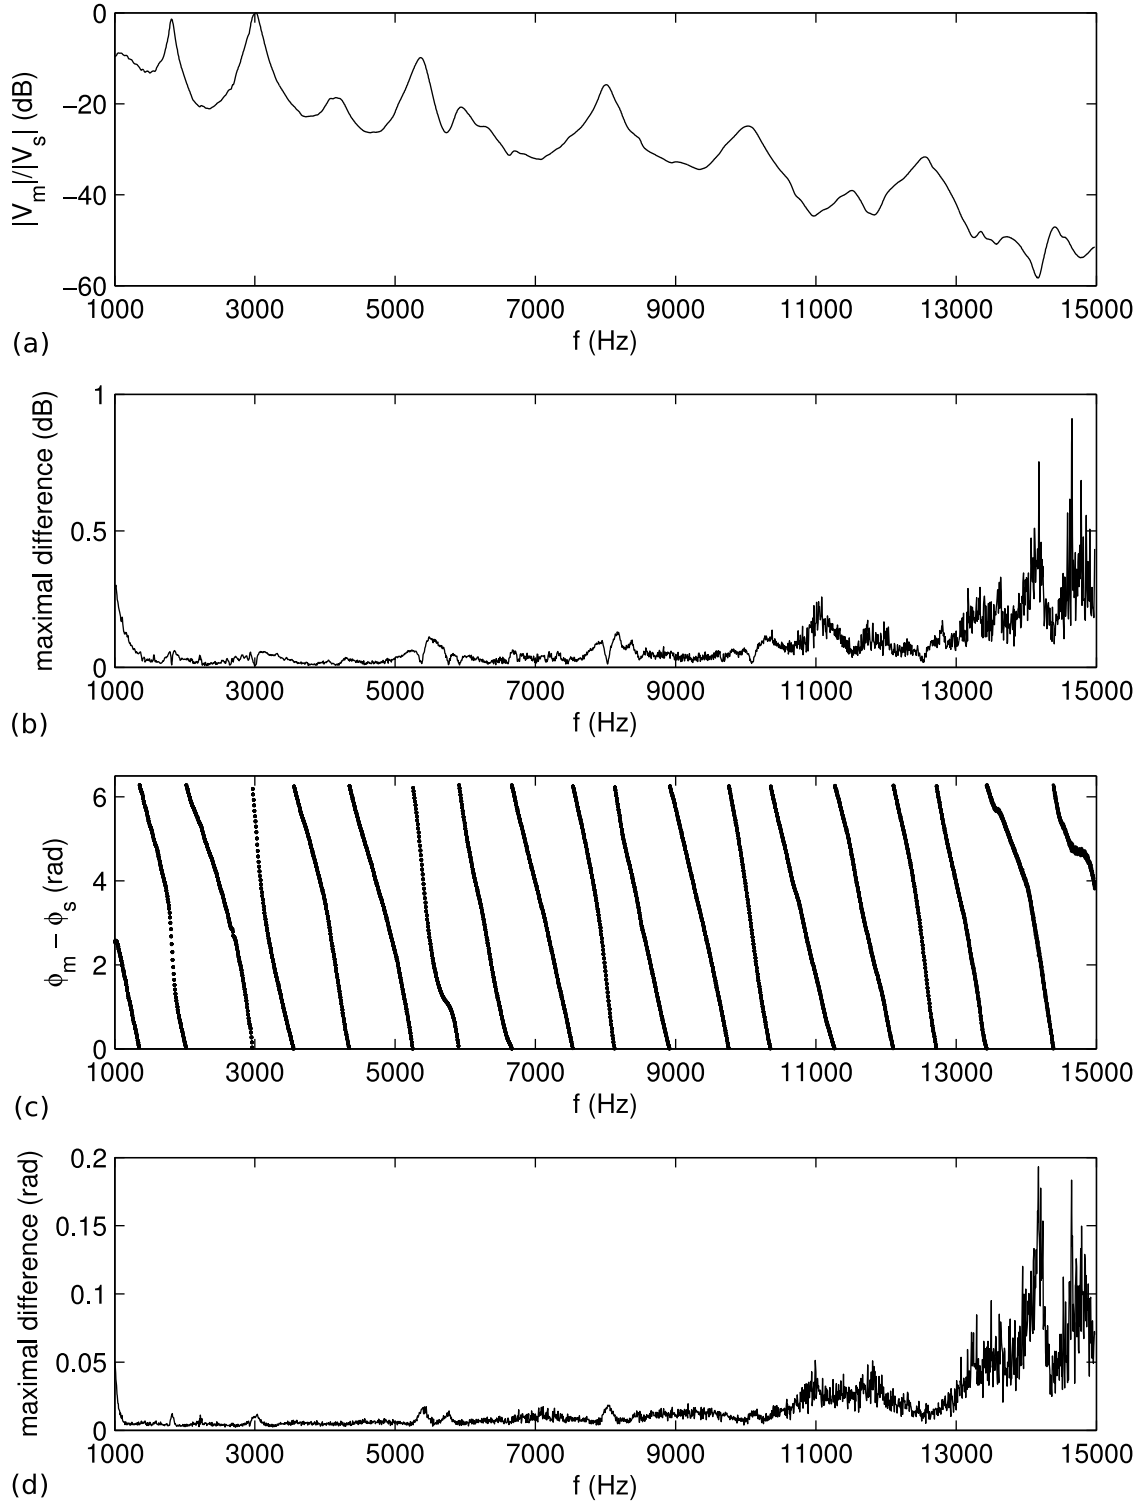 |V_m|/|V_s| (dB)
0
−20
−40
−60
1000 3000 5000 7000 9000 11000 13000 15000
f (Hz)
(a)
maximal difference (dB)
1
0.5
0
1000 3000 5000 7000 9000 11000 13000 15000
f (Hz)
(b)
ϕ_m − ϕ_s (rad)
6
4
2
0
1000 3000 5000 7000 9000 11000 13000 15000
f (Hz)
(c)
maximal difference (rad)
0.2
0.15
0.1
0.05
0
1000 3000 5000 7000 9000 11000 13000 15000
f (Hz)
(d)